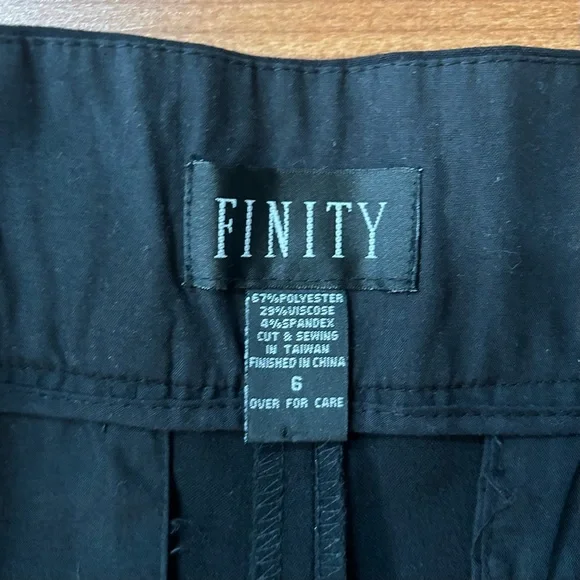 FINITY
67%POLYESTER
29%VISCOSE
4%SPANDEX
CUT & SEWING
IN TAIWAN
FINISHED IN CHINA
6
OVER FOR CARE